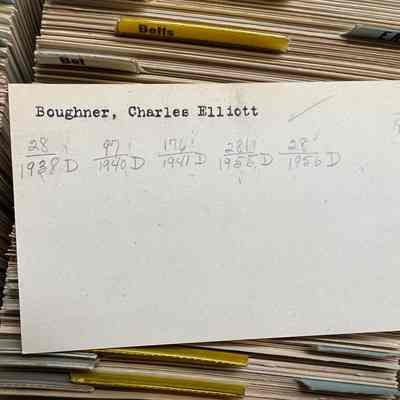 Bells
Bel
Boughner, Charles Elliott
28 97 176 281 28
1938 D 1940 D 1941 D 1955 D 1956 D